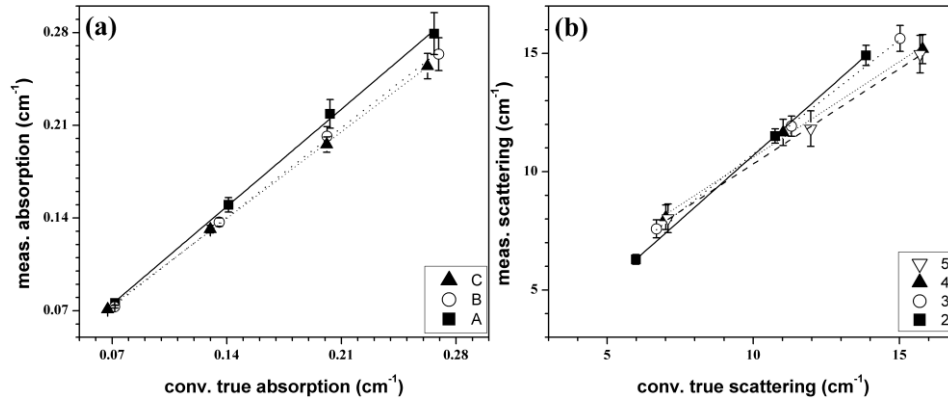 (a)
0.28
0.21
0.14
0.07
meas. absorption (cm⁻¹)
C
B
A
0.07 0.14 0.21 0.28
conv. true absorption (cm⁻¹)
(b)
15
10
5
meas. scattering (cm⁻¹)
5
4
3
2
5 10 15
conv. true scattering (cm⁻¹)